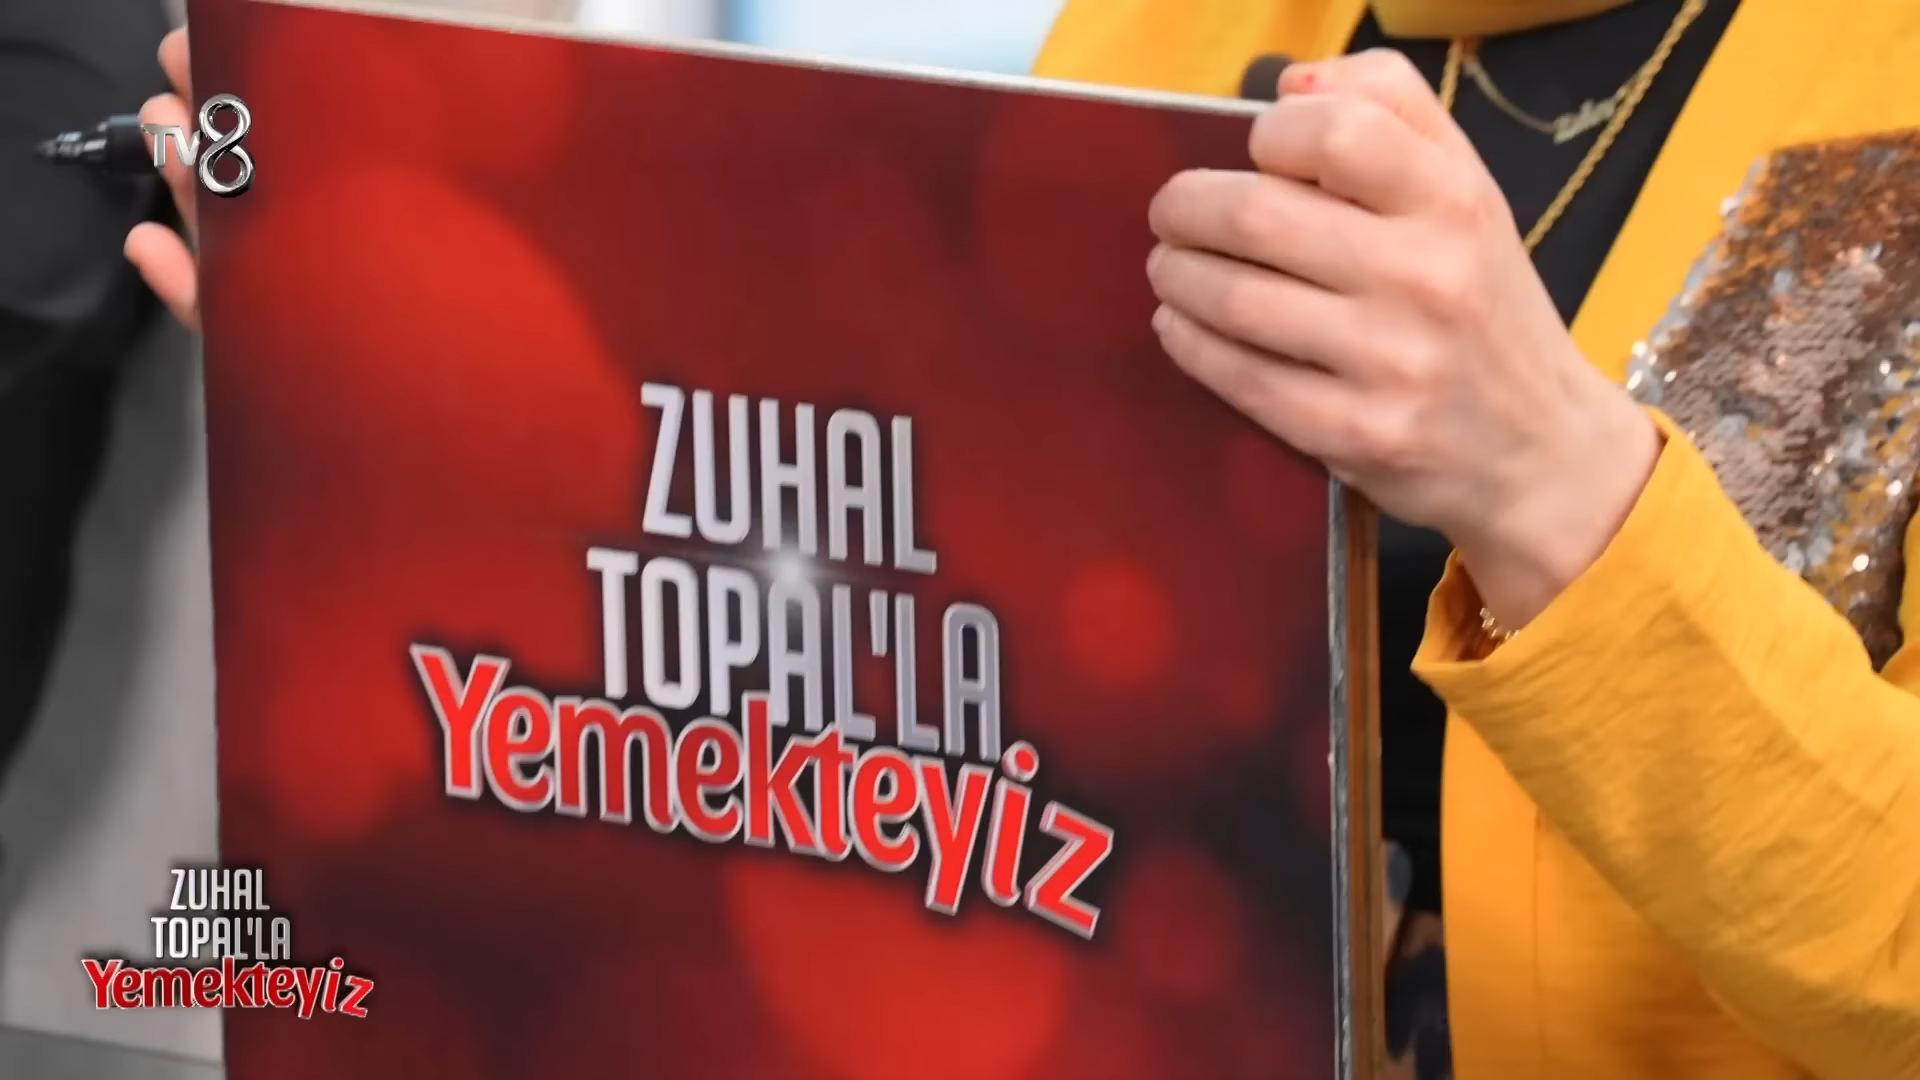 TV8
ZUHAL
TOPAL'LA
Yemekteyiz
ZUHAL
TOPAL'LA
Yemekteyiz